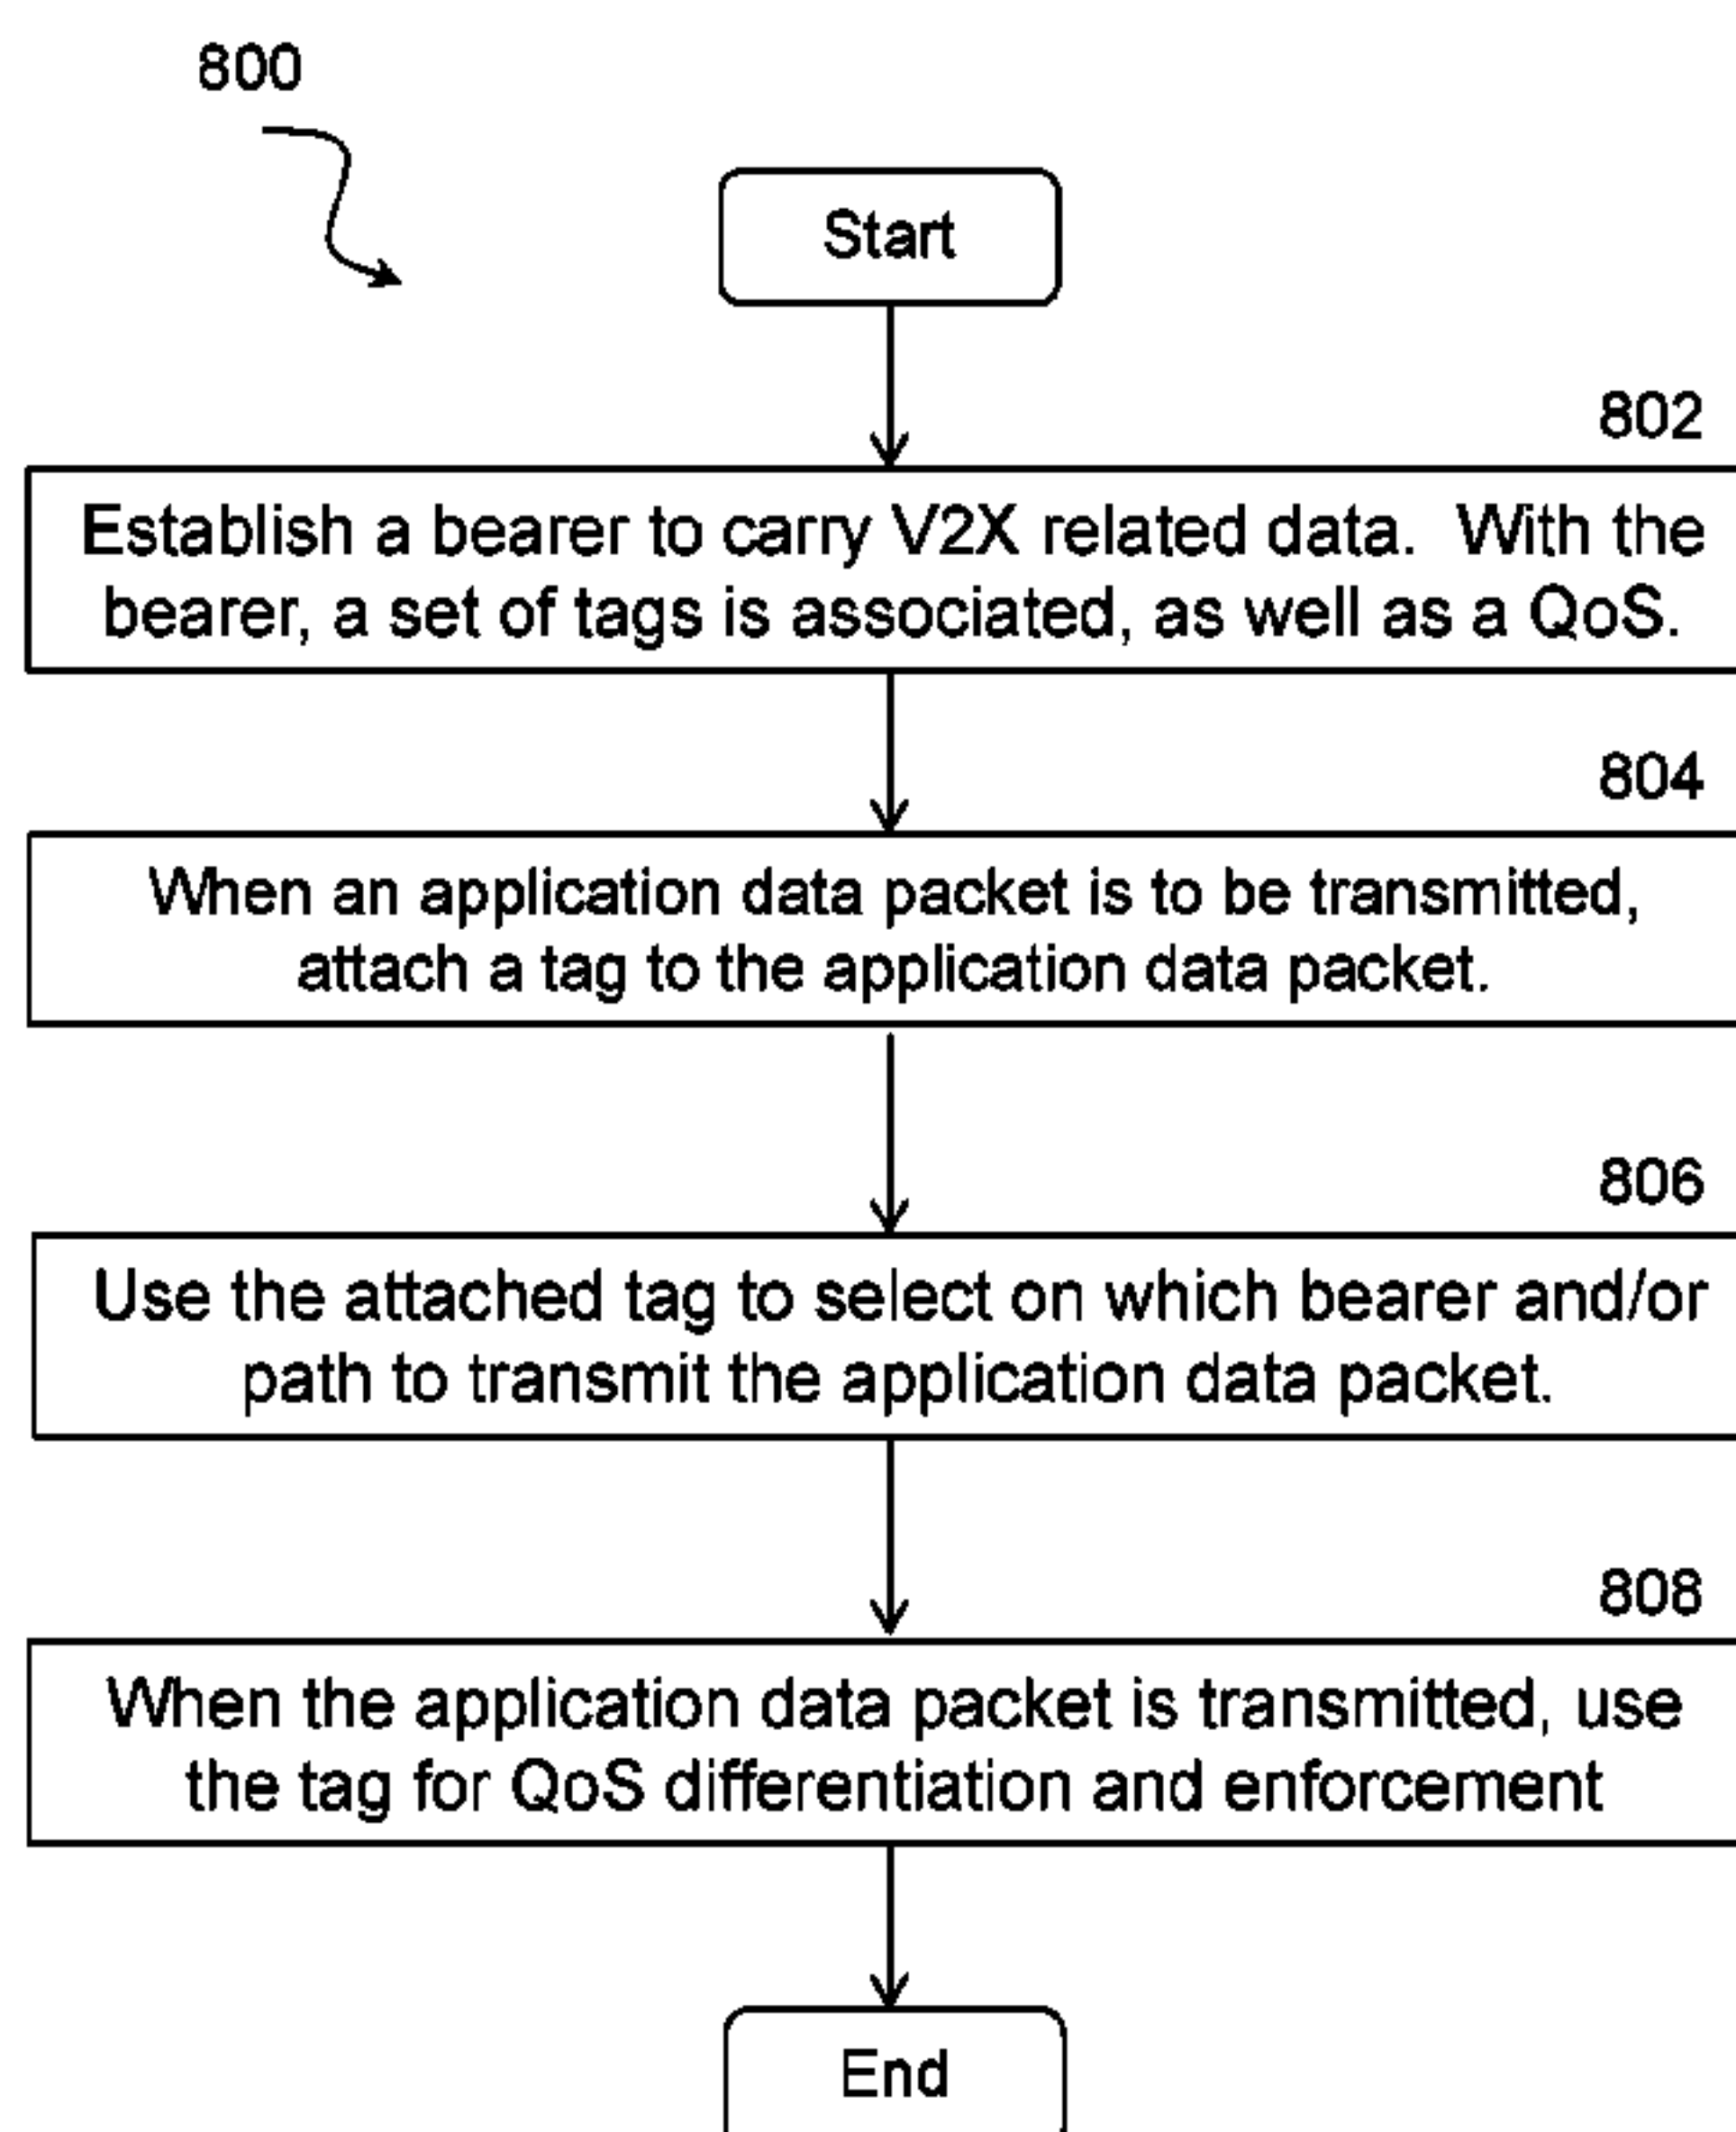 800
Start
802
Establish a bearer to carry V2X related data. With the
bearer, a set of tags is associated, as well as a QoS.
804
When an application data packet is to be transmitted,
attach a tag to the application data packet.
806
Use the attached tag to select on which bearer and/or
path to transmit the application data packet.
808
When the application data packet is transmitted, use
the tag for QoS differentiation and enforcement
End